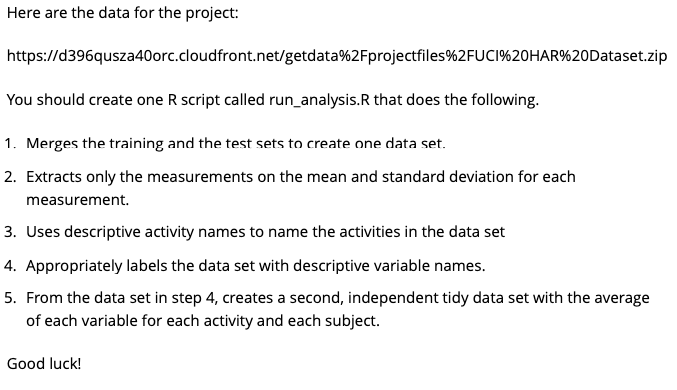 Here are the data for the project:
https://d396qusza40orc.cloudfront.net/getdata%2Fprojectfiles%2FUCI%20HAR%20Dataset.zip
You should create one R script called run_analysis.R that does the following.
1. Merges the training and the test sets to create one data set.
2. Extracts only the measurements on the mean and standard deviation for each
measurement.
3. Uses descriptive activity names to name the activities in the data set
4. Appropriately labels the data set with descriptive variable names.
5. From the data set in step 4, creates a second, independent tidy data set with the average
of each variable for each activity and each subject.
Good luck!